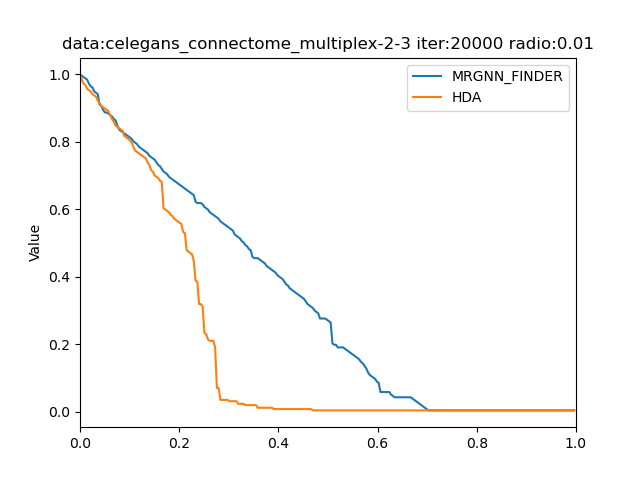 data:celegans_connectome_multiplex-2-3 iter:20000 radio:0.01
MRGNN_FINDER
HDA
Value
1.0
0.8
0.6
0.4
0.2
0.0
0.0 0.2 0.4 0.6 0.8 1.0